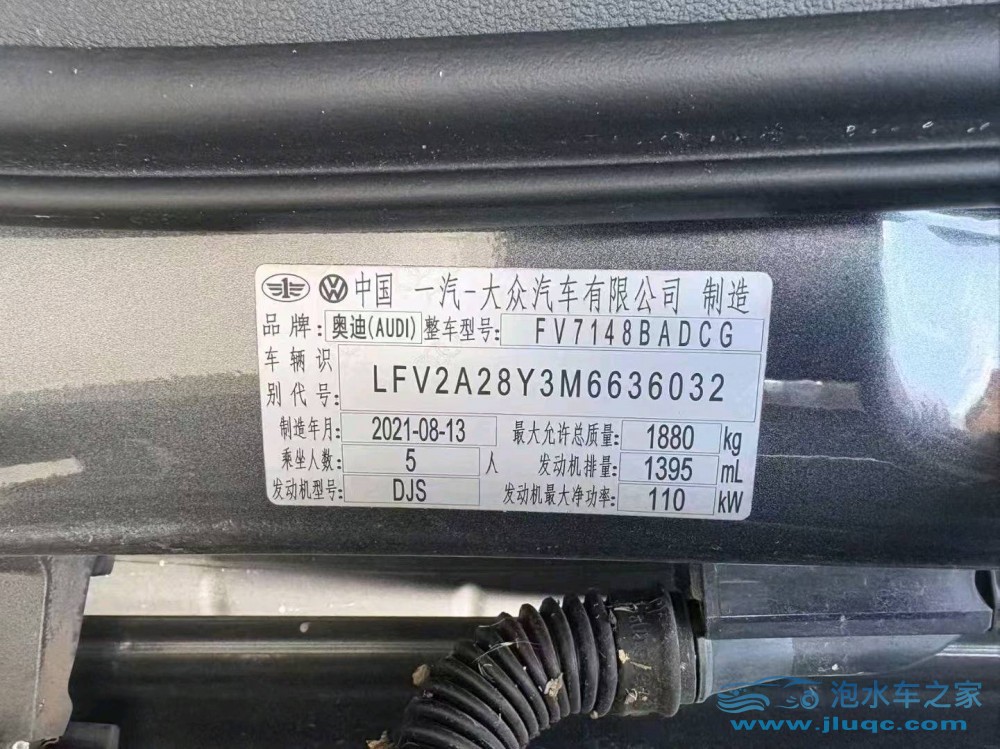 中国 一汽-大众汽车有限公司 制造
品牌: 奥迪(AUDI) 整车型号: FV7148BADCG
车辆识别代号: LFV2A28Y3M6636032
制造年月: 2021-08-13 最大允许总质量: 1880 kg
乘坐人数: 5 人 发动机排量: 1395 mL
发动机型号: DJS 发动机最大净功率: 110 kW
泡水车之家
www.jluqc.com